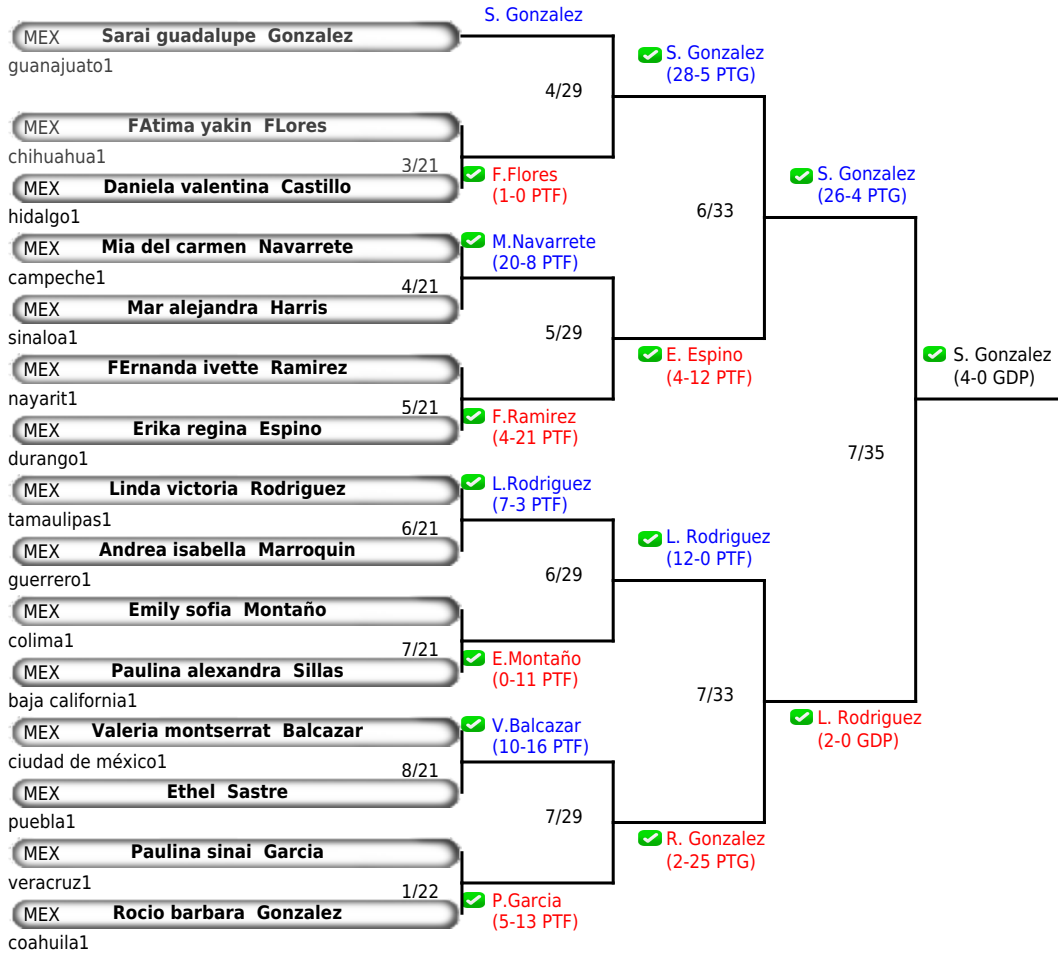 S. Gonzalez
MEX Sarai guadalupe Gonzalez
guanajuato1
S. Gonzalez
(28-5 PTG)
4/29
MEX FAtima yakin FLores
chihuahua1
3/21
F.Flores
(1-0 PTF)
MEX Daniela valentina Castillo
hidalgo1
S. Gonzalez
(26-4 PTG)
6/33
MEX Mia del carmen Navarrete
campeche1
M.Navarrete
(20-8 PTF)
4/21
MEX Mar alejandra Harris
sinaloa1
5/29
E. Espino
(4-12 PTF)
S. Gonzalez
(4-0 GDP)
MEX FErnanda ivette Ramirez
nayarit1
5/21
F.Ramirez
(4-21 PTF)
MEX Erika regina Espino
durango1
7/35
MEX Linda victoria Rodriguez
tamaulipas1
L.Rodriguez
(7-3 PTF)
6/21
MEX Andrea isabella Marroquin
guerrero1
L. Rodriguez
(12-0 PTF)
6/29
MEX Emily sofia Montaño
colima1
7/21
E.Montaño
(0-11 PTF)
MEX Paulina alexandra Sillas
baja california1
7/33
L. Rodriguez
(2-0 GDP)
MEX Valeria montserrat Balcazar
ciudad de méxico1
V.Balcazar
(10-16 PTF)
8/21
MEX Ethel Sastre
puebla1
7/29
R. Gonzalez
(2-25 PTG)
MEX Paulina sinai Garcia
veracruz1
1/22
P.Garcia
(5-13 PTF)
MEX Rocio barbara Gonzalez
coahuila1